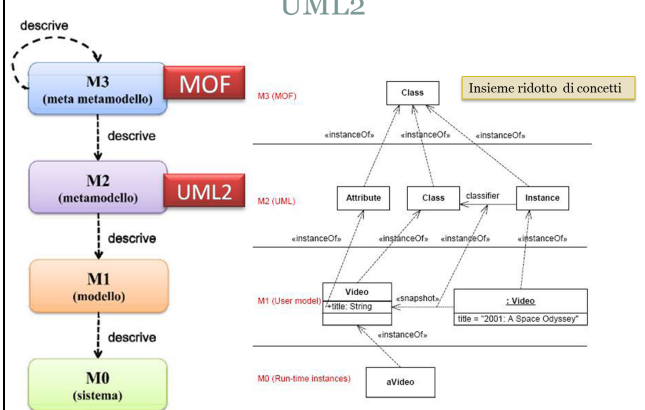 UML2
descrive
M3
(meta metamodello)
MOF
descrive
M2
(metamodello)
UML2
descrive
M1
(modello)
descrive
M0
(sistema)
Insieme ridotto di concetti
M3 (MOF)
Class
«instanceOf» «instanceOf» «instanceOf»
M2 (UML)
Attribute
Class
classifier
Instance
«instanceOf» «instanceOf» «instanceOf» «instanceOf»
M1 (User model)
Video
+title: String
«snapshot»
: Video
title = "2001: A Space Odyssey"
«instanceOf»
M0 (Run-time instances)
aVideo